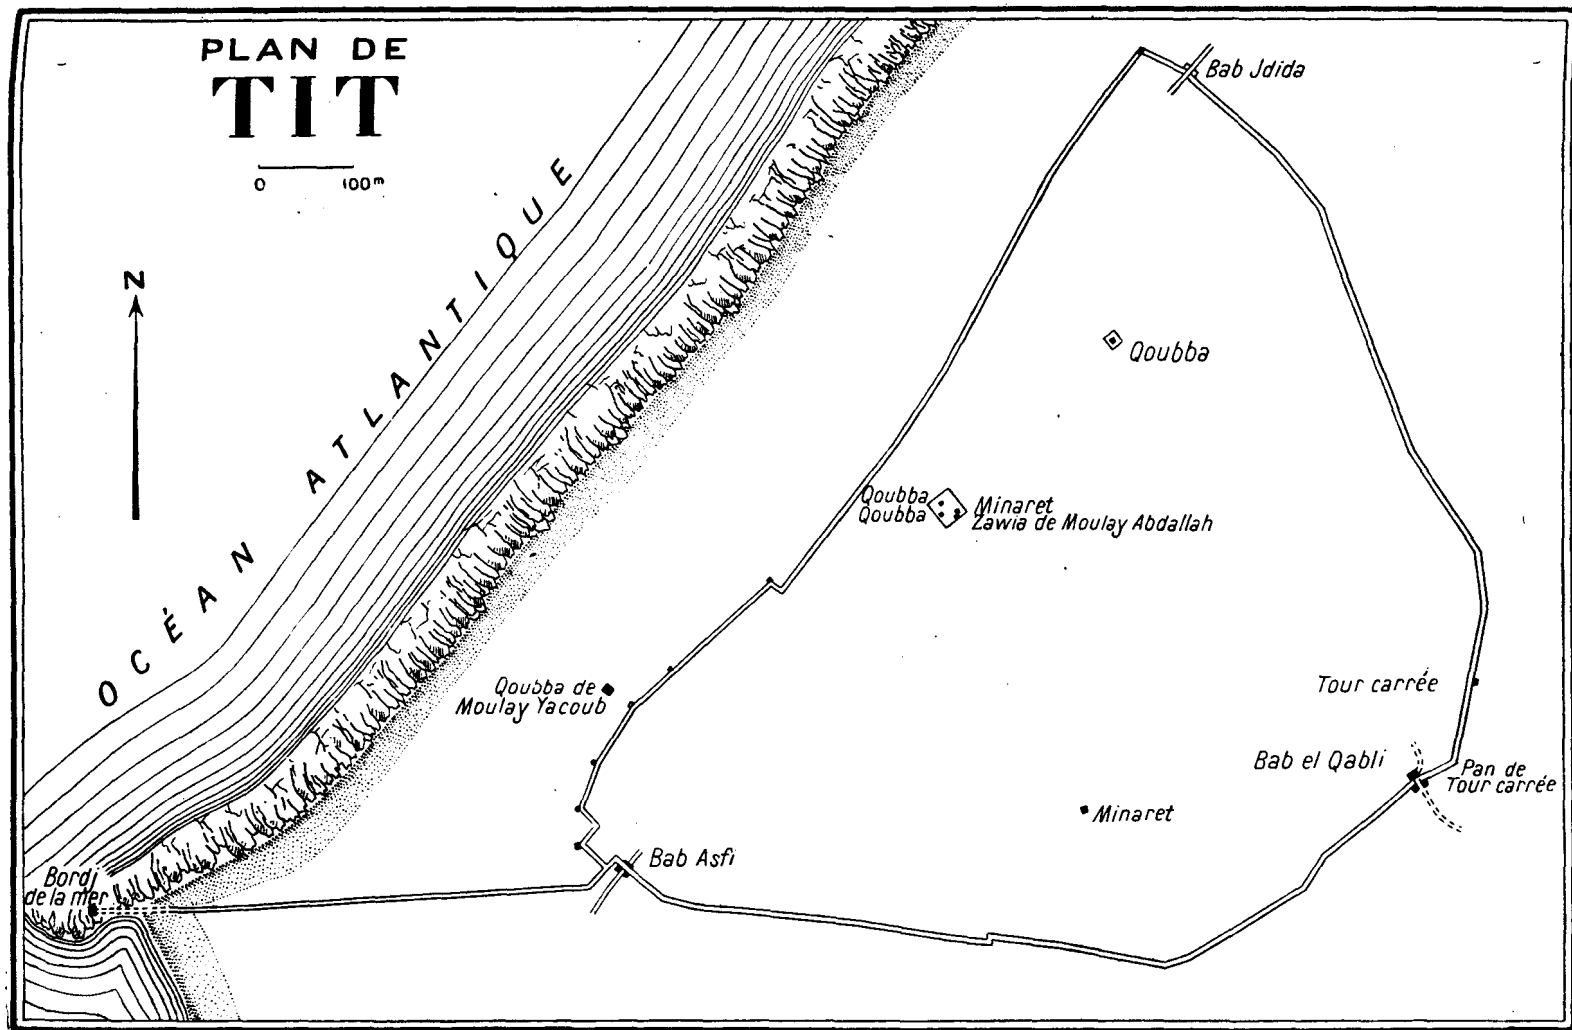 PLAN DE
TIT
0 100m
N
OCÉAN ATLANTIQUE
Bab Jdida
Qoubba
Qoubba
Qoubba
Minaret
Zawia de Moulay Abdallah
Qoubba de
Moulay Yacoub
Tour carrée
Bab el Qabli
Pan de
Tour carrée
Minaret
Bab Asfi
Bordj
de la mer